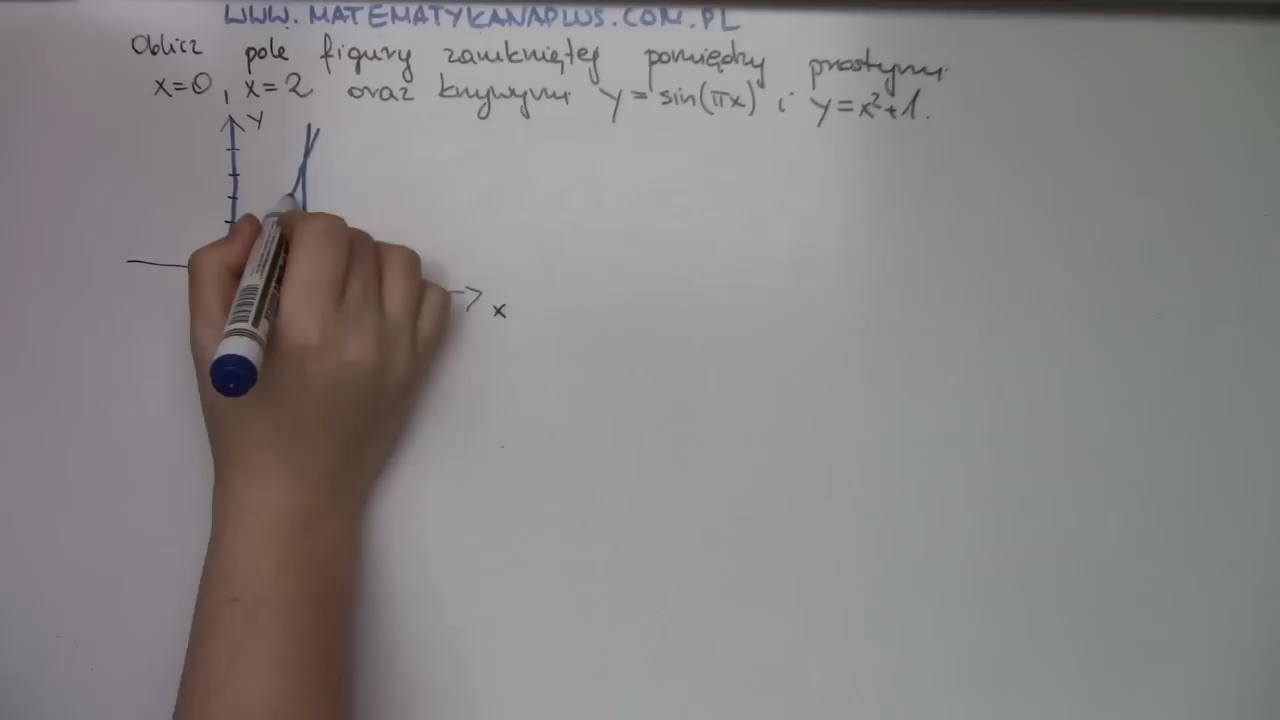 WWW.MATEMATYKANAPLUS.COM.PL
Oblicz pole figury zamkniętej pomiędzy prostymi
x=0, x=2 oraz krzywymi y=sin(πx) i y=x²+1.
y
x